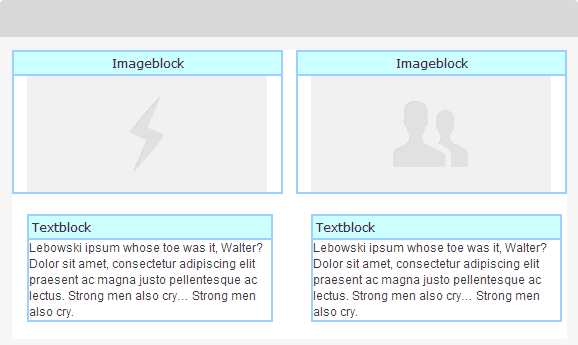 Imageblock
Imageblock
Textblock
Lebowski ipsum whose toe was it, Walter?
Dolor sit amet, consectetur adipiscing elit
praesent ac magna justo pellentesque ac
lectus. Strong men also cry… Strong men
also cry.
Textblock
Lebowski ipsum whose toe was it, Walter?
Dolor sit amet, consectetur adipiscing elit
praesent ac magna justo pellentesque ac
lectus. Strong men also cry… Strong men
also cry.